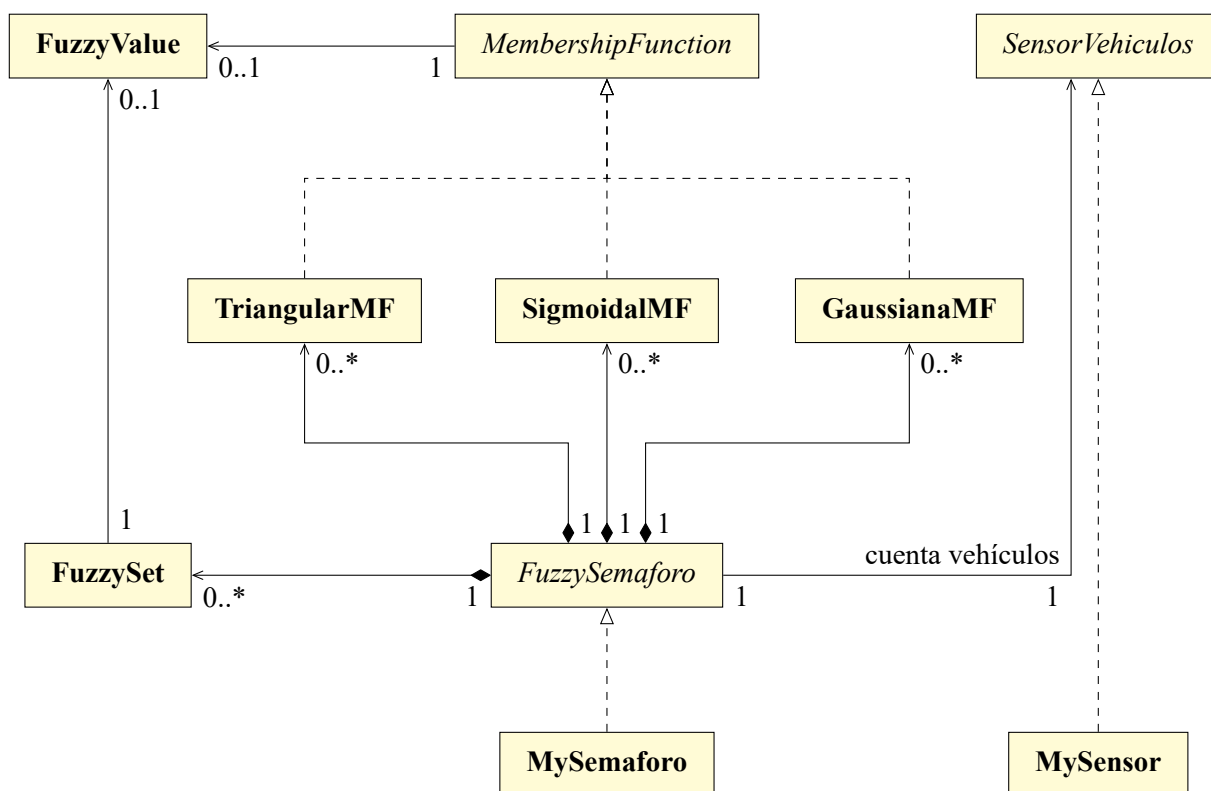 FuzzyValue
MembershipFunction
SensorVehiculos
0..1
1
0..1
TriangularMF
SigmoidalMF
GaussianaMF
0..*
0..*
0..*
1
1
1
1
FuzzySet
FuzzySemaforo
cuenta vehículos
0..*
1
1
1
MySemaforo
MySensor